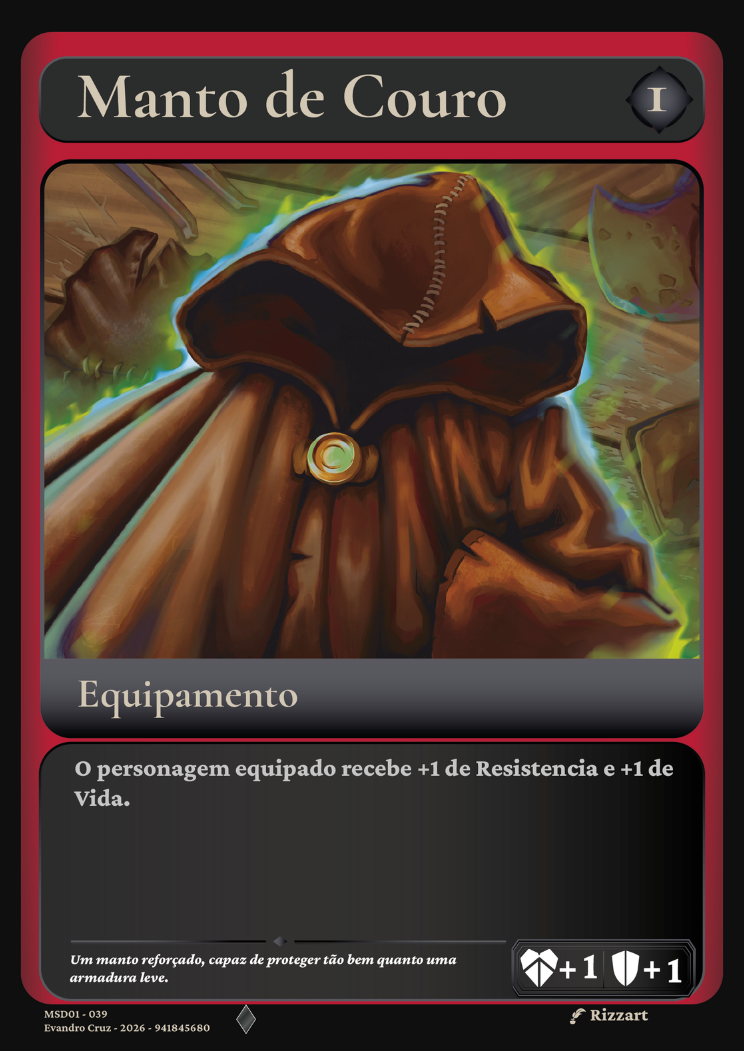 Manto de Couro
I
Equipamento
O personagem equipado recebe +1 de Resistencia e +1 de
Vida.
Um manto reforçado, capaz de proteger tão bem quanto uma
armadura leve.
+1 +1
MSD01 - 039
Evandro Cruz - 2026 - 941845680
Rizzart